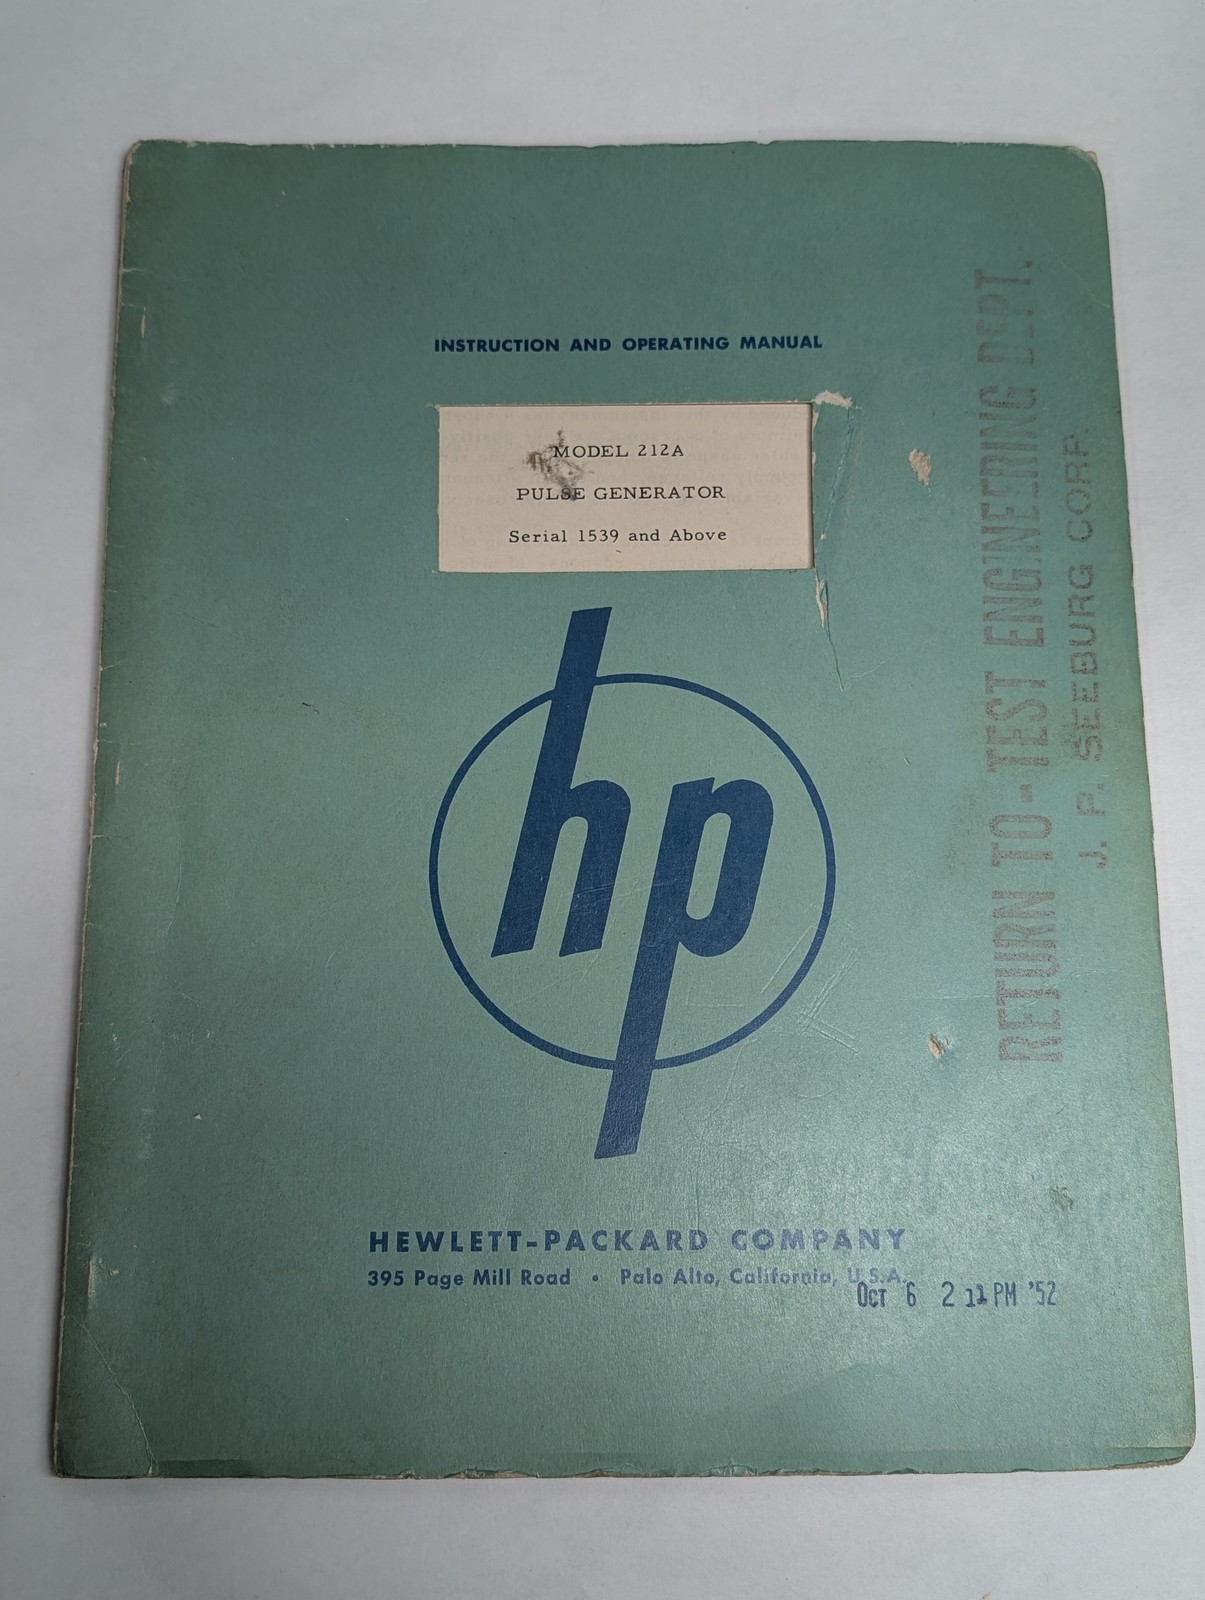 INSTRUCTION AND OPERATING MANUAL
MODEL 212A
PULSE GENERATOR
Serial 1539 and Above
hp
HEWLETT-PACKARD COMPANY
395 Page Mill Road • Palo Alto, California, U.S.A.
OCT 6 2 11 PM '52
RETURN TO-TEST ENGINEERING DEPT.
J. P. SEEBURG CORP.